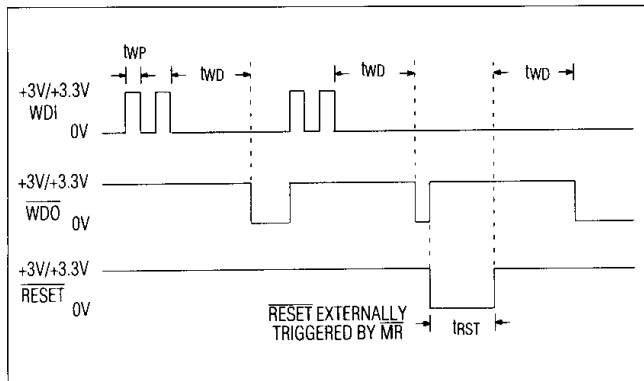 tWP
tWD
tWD
tWD
+3V/+3.3V
WDI
0V
+3V/+3.3V
WDO
0V
+3V/+3.3V
RESET
0V
RESET EXTERNALLY
TRIGGERED BY MR
tRST